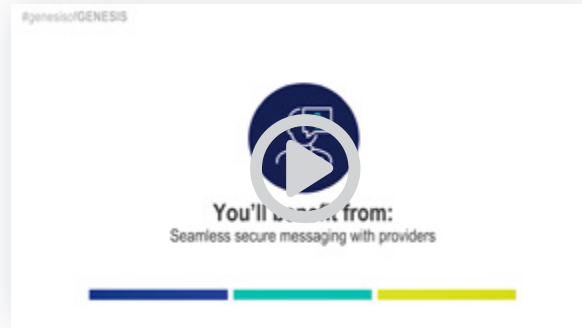 #genesisofGENESIS
You'll benefit from:
Seamless secure messaging with providers